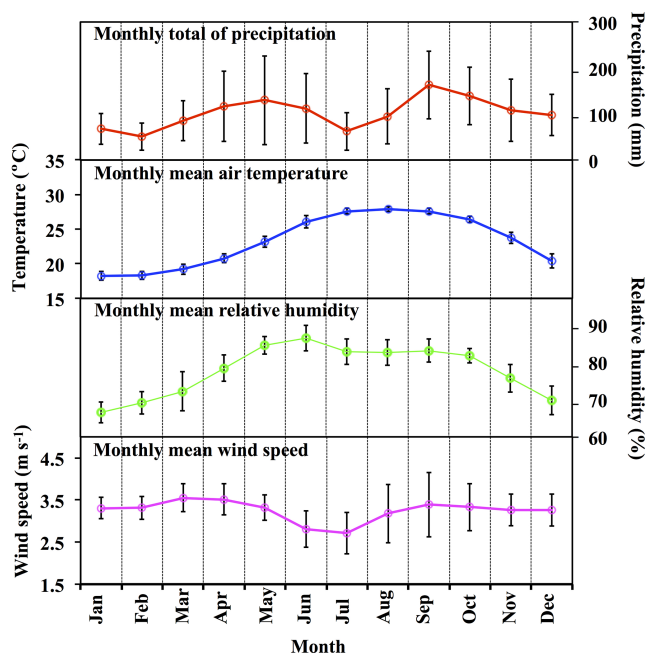 Monthly total of precipitation
300
200
100
0
Precipitation (mm)
Monthly mean air temperature
35
30
25
20
15
Temperature (°C)
Monthly mean relative humidity
90
80
70
60
Relative humidity (%)
Monthly mean wind speed
4.5
3.5
2.5
1.5
Wind speed (m s-1)
Jan Feb Mar Apr May Jun Jul Aug Sep Oct Nov Dec
Month